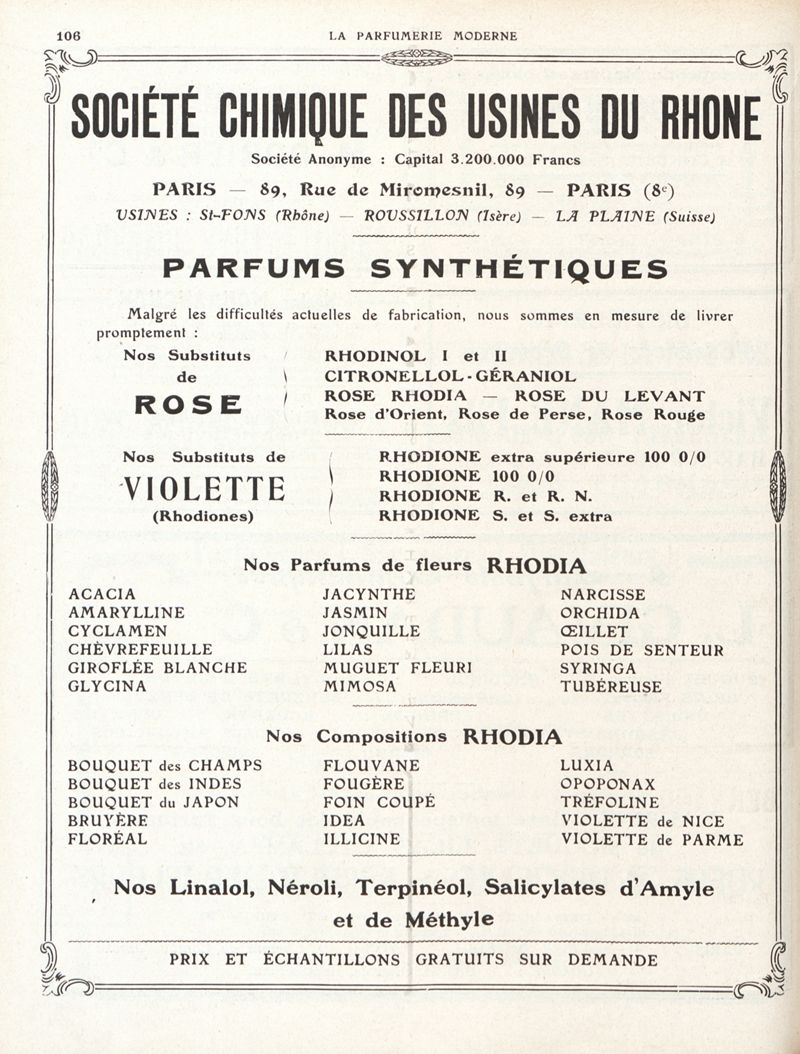 106
LA PARFUMERIE MODERNE
SOCIÉTÉ CHIMIQUE DES USINES DU RHONE
Société Anonyme : Capital 3.200.000 Francs
PARIS — 89, Rue de Miromesnil, 89 — PARIS (8e)
USINES : St-FONS (Rhône) — ROUSSILLON (Isère) — LA PLAINE (Suisse)
PARFUMS SYNTHÉTIQUES
Malgré les difficultés actuelles de fabrication, nous sommes en mesure de livrer
promptement :
Nos Substituts
de
ROSE
RHODINOL I et II
CITRONELLOL-GÉRANIOL
ROSE RHODIA — ROSE DU LEVANT
Rose d'Orient, Rose de Perse, Rose Rouge
Nos Substituts de
VIOLETTE
(Rhodiones)
RHODIONE extra supérieure 100 0/0
RHODIONE 100 0/0
RHODIONE R. et R. N.
RHODIONE S. et S. extra
Nos Parfums de fleurs RHODIA
ACACIA
AMARYLLINE
CYCLAMEN
CHÈVREFEUILLE
GIROFLÉE BLANCHE
GLYCINA
JACYNTHE
JASMIN
JONQUILLE
LILAS
MUGUET FLEURI
MIMOSA
NARCISSE
ORCHIDA
ŒILLET
POIS DE SENTEUR
SYRINGA
TUBÉREUSE
Nos Compositions RHODIA
BOUQUET des CHAMPS
BOUQUET des INDES
BOUQUET du JAPON
BRUYÈRE
FLORÉAL
FLOUVANE
FOUGÈRE
FOIN COUPÉ
IDEA
ILLICINE
LUXIA
OPOPONAX
TRÉFOLINE
VIOLETTE de NICE
VIOLETTE de PARME
Nos Linalol, Néroli, Terpinéol, Salicylates d'Amyle
et de Méthyle
PRIX ET ÉCHANTILLONS GRATUITS SUR DEMANDE